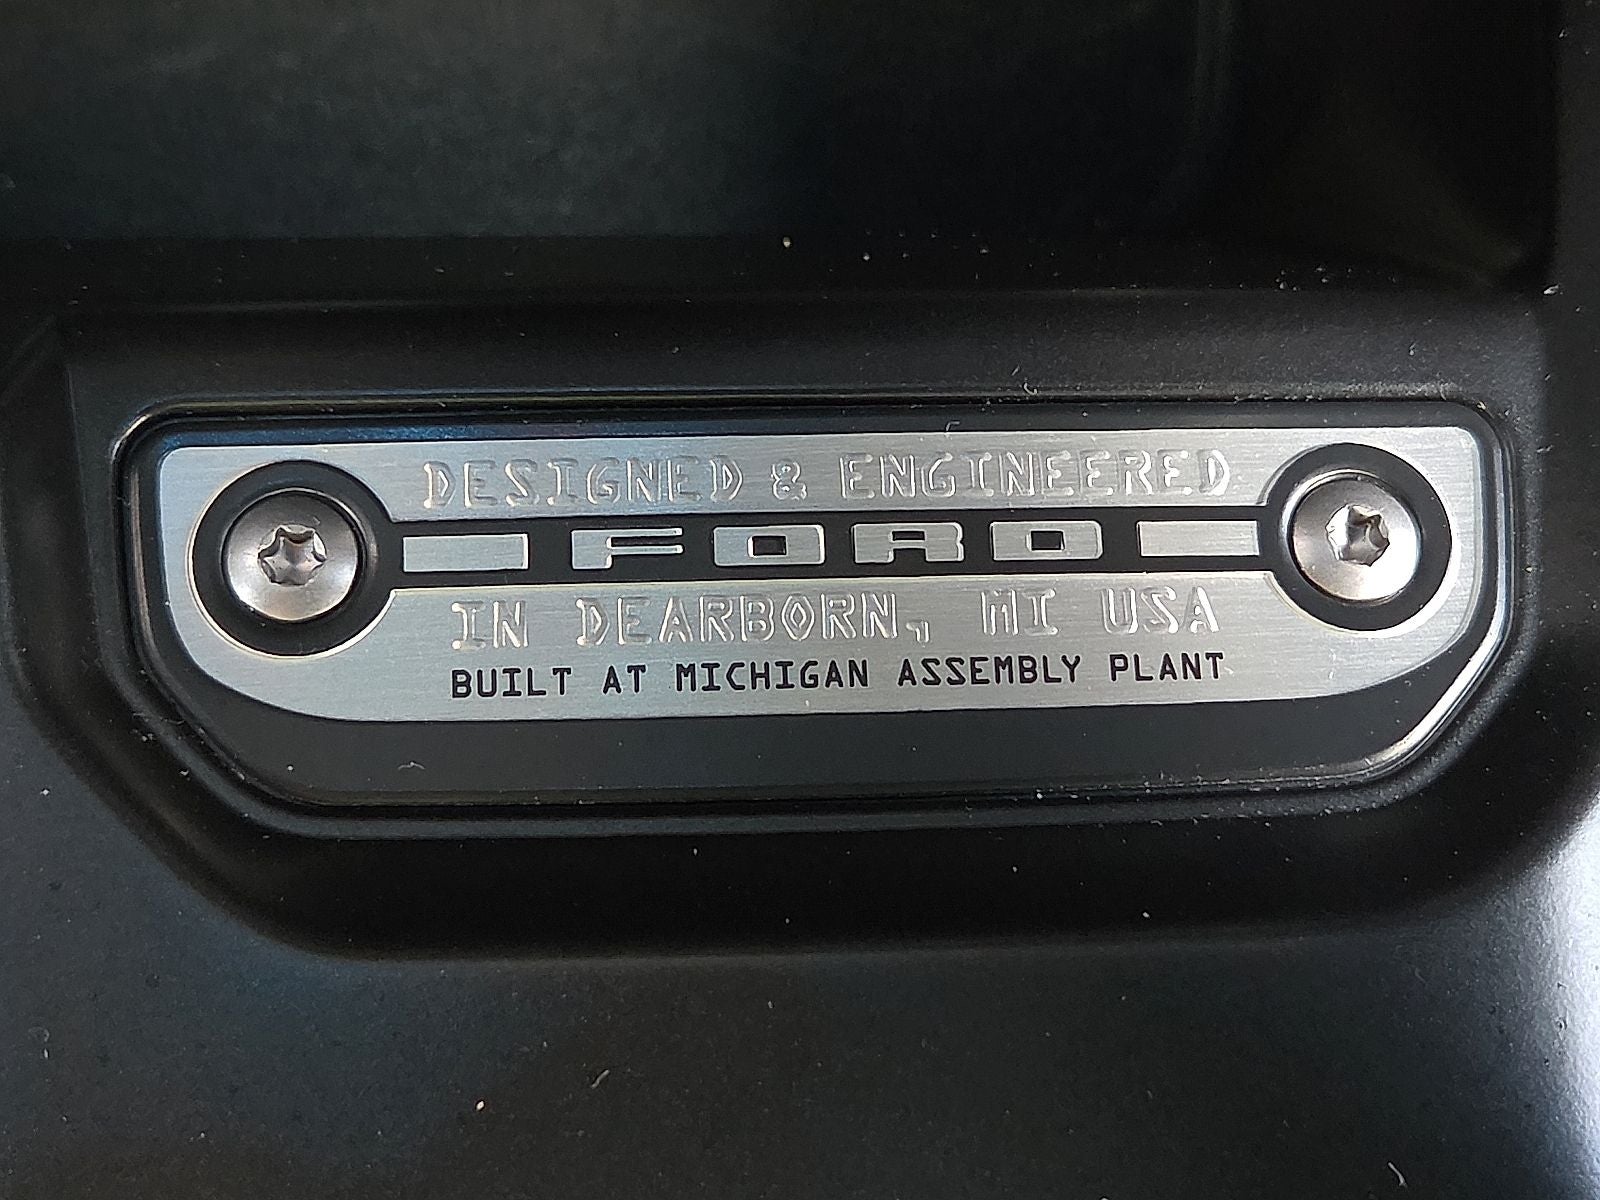 DESIGNED & ENGINEERED
FORD
IN DEARBORN, MI USA
BUILT AT MICHIGAN ASSEMBLY PLANT